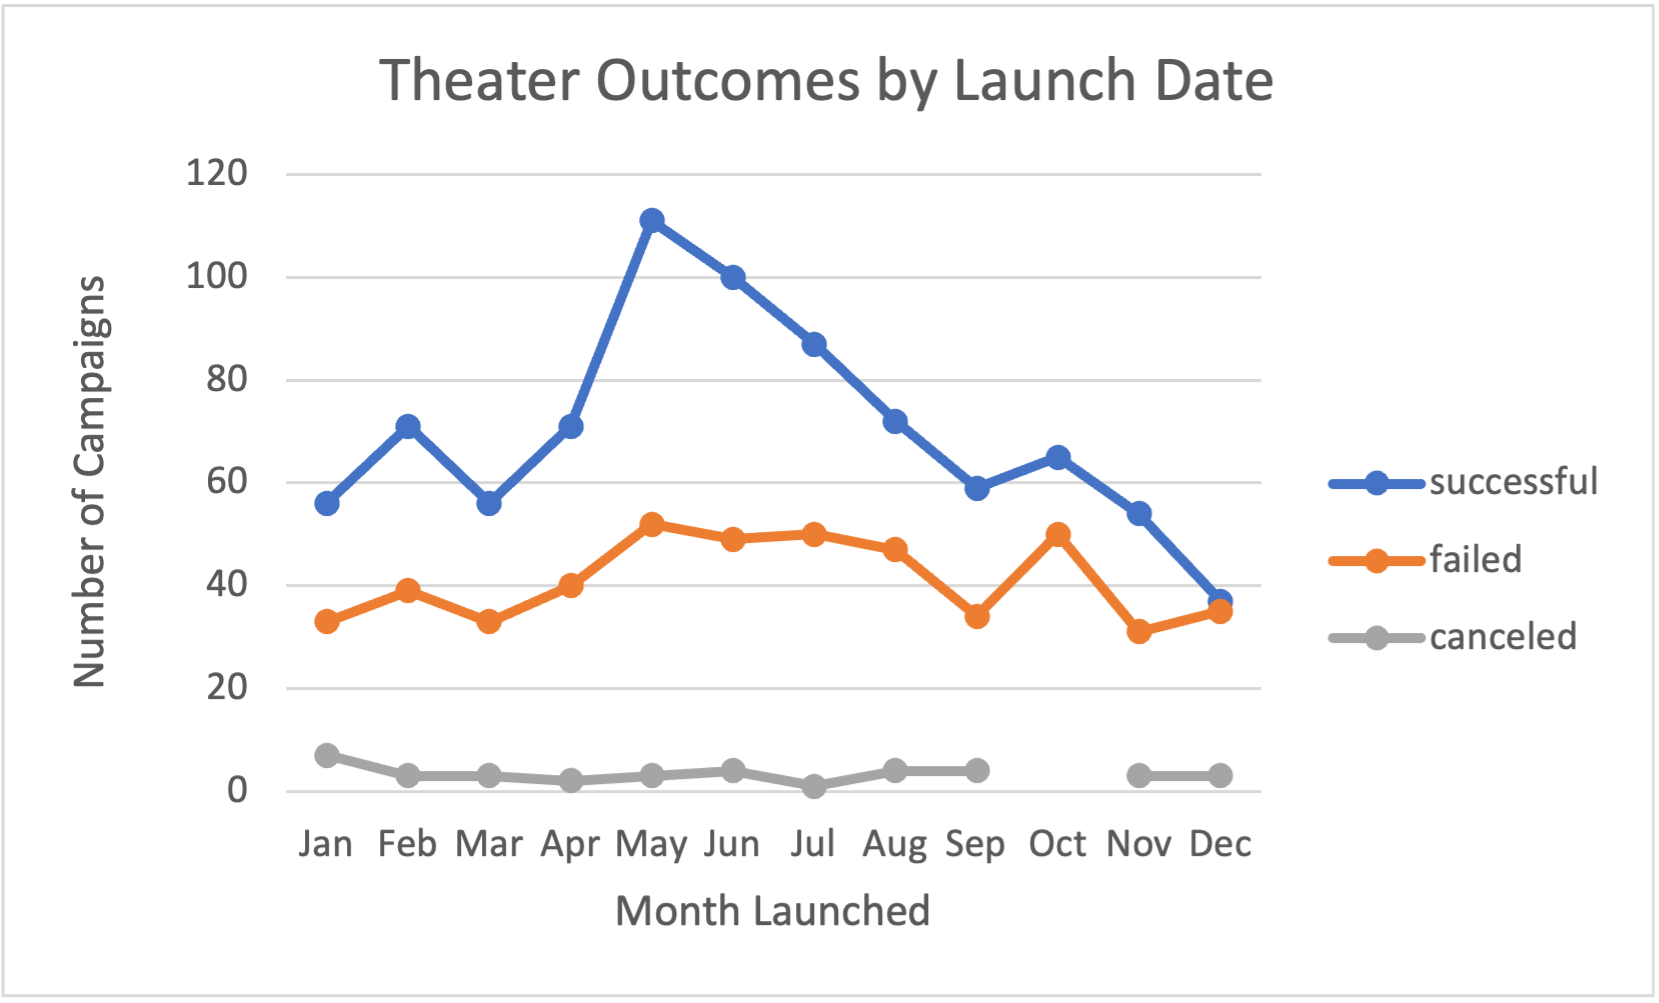 Theater Outcomes by Launch Date
120
100
80
60
40
20
0
Number of Campaigns
Jan Feb Mar Apr May Jun Jul Aug Sep Oct Nov Dec
Month Launched
successful
failed
canceled